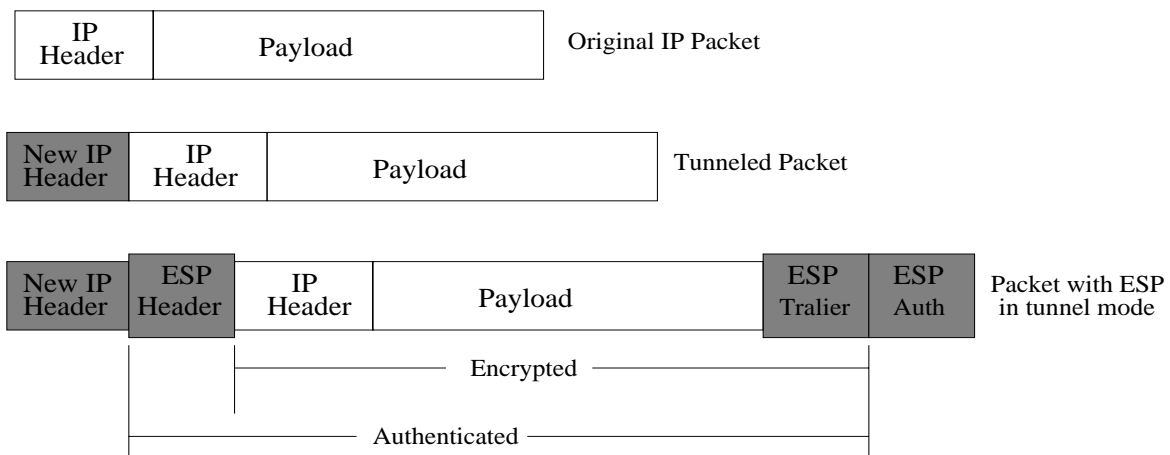 IP
Header
Payload
Original IP Packet
New IP
Header
IP
Header
Payload
Tunneled Packet
New IP
Header
ESP
Header
IP
Header
Payload
ESP
Tralier
ESP
Auth
Packet with ESP
in tunnel mode
Encrypted
Authenticated